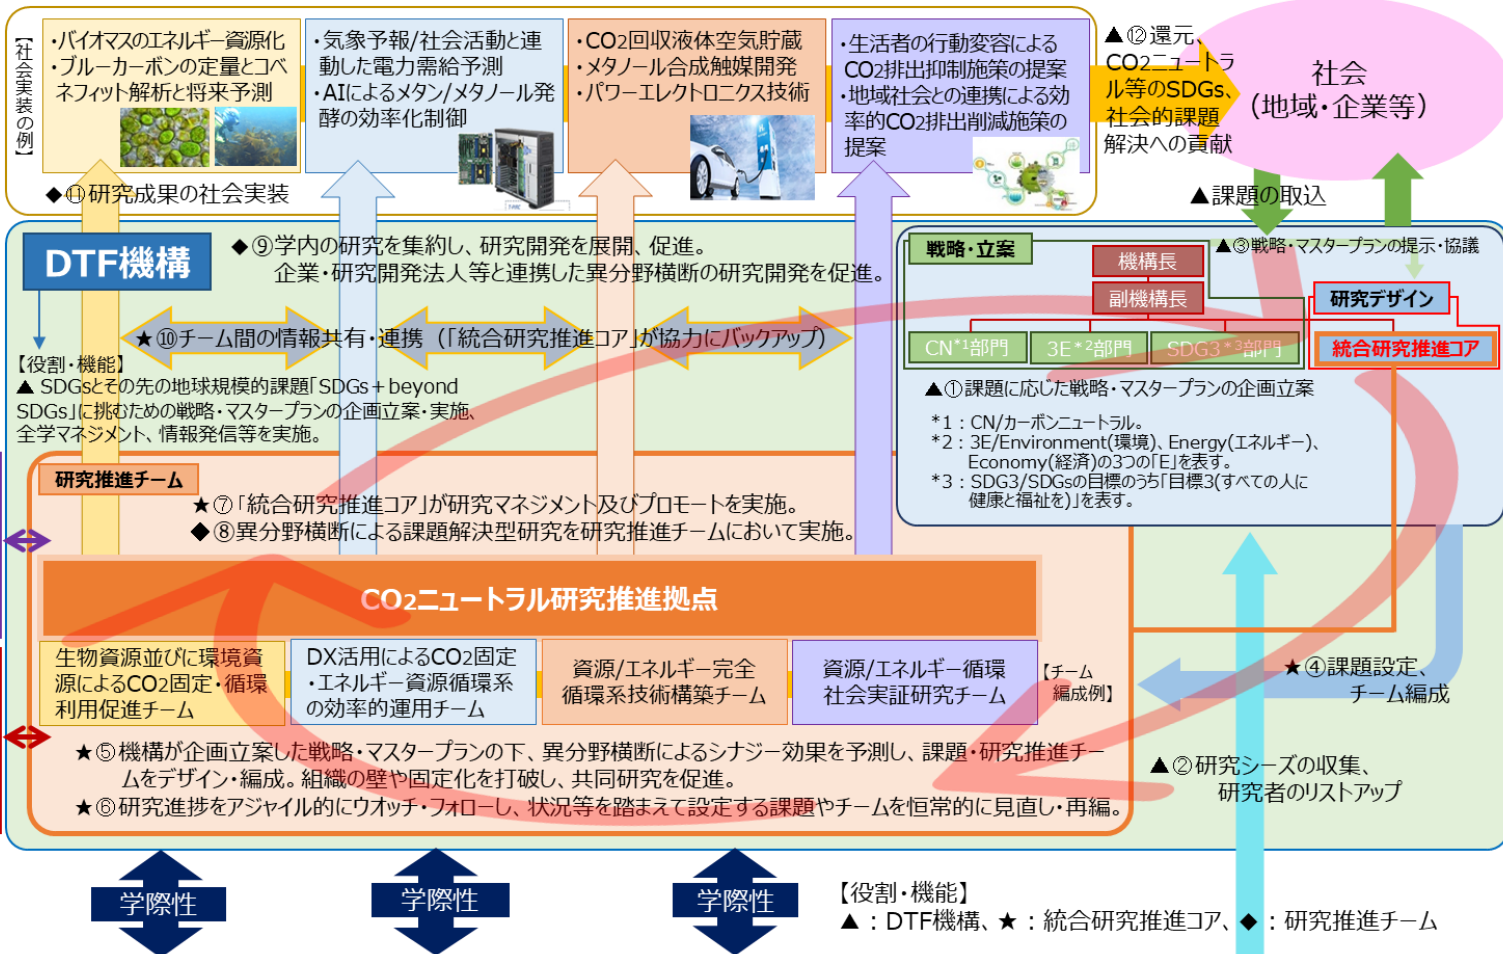 【社会実装の例】
・バイオマスのエネルギー資源化
・ブルーカーボンの定量とコベ
ネフィット解析と将来予測
・気象予報/社会活動と連
動した電力需給予測
・AIによるメタン/メタノール発
酵の効率化制御
・CO2回収液体空気貯蔵
・メタノール合成触媒開発
・パワーエレクトロニクス技術
・生活者の行動変容による
CO2排出抑制施策の提案
・地域社会との連携による効
率的CO2排出削減施策の
提案
▲⑫還元、
CO2ニュートラ
ル等のSDGs、
社会的課題
解決への貢献
社会
（地域・企業等）
◆⑪研究成果の社会実装
▲課題の取込
DTF機構
◆⑨学内の研究を集約し、研究開発を展開、促進。
企業・研究開発法人等と連携した異分野横断の研究開発を促進。
戦略・立案
▲③戦略・マスタープランの提示・協議
機構長
副機構長
研究デザイン
CN*1部門
3E*2部門
SDG3*3部門
統合研究推進コア
★⑩チーム間の情報共有・連携（「統合研究推進コア」が協力にバックアップ）
【役割・機能】
▲ SDGsとその先の地球規模的課題「SDGs＋beyond
SDGs」に挑むための戦略・マスタープランの企画立案・実施、
全学マネジメント、情報発信等を実施。
▲①課題に応じた戦略・マスタープランの企画立案
*1：CN/カーボンニュートラル。
*2：3E/Environment(環境)、Energy(エネルギー)、
Economy(経済)の3つの「E」を表す。
*3：SDG3/SDGsの目標のうち「目標3(すべての人に
健康と福祉を)」を表す。
研究推進チーム
★⑦「統合研究推進コア」が研究マネジメント及びプロモートを実施。
◆⑧異分野横断による課題解決型研究を研究推進チームにおいて実施。
CO2ニュートラル研究推進拠点
生物資源並びに環境資
源によるCO2固定・循環
利用促進チーム
DX活用によるCO2固定
・エネルギー資源循環系
の効率的運用チーム
資源/エネルギー完全
循環系技術構築チーム
資源/エネルギー循環
社会実証研究チーム
【チーム
編成例】
★④課題設定、
チーム編成
★⑤機構が企画立案した戦略・マスタープランの下、異分野横断によるシナジー効果を予測し、課題・研究推進チー
ムをデザイン・編成。組織の壁や固定化を打破し、共同研究を促進。
★⑥研究進捗をアジャイル的にウオッチ・フォローし、状況等を踏まえて設定する課題やチームを恒常的に見直し・再編。
▲②研究シーズの収集、
研究者のリストアップ
学際性
学際性
学際性
【役割・機能】
▲：DTF機構、★：統合研究推進コア、◆：研究推進チーム